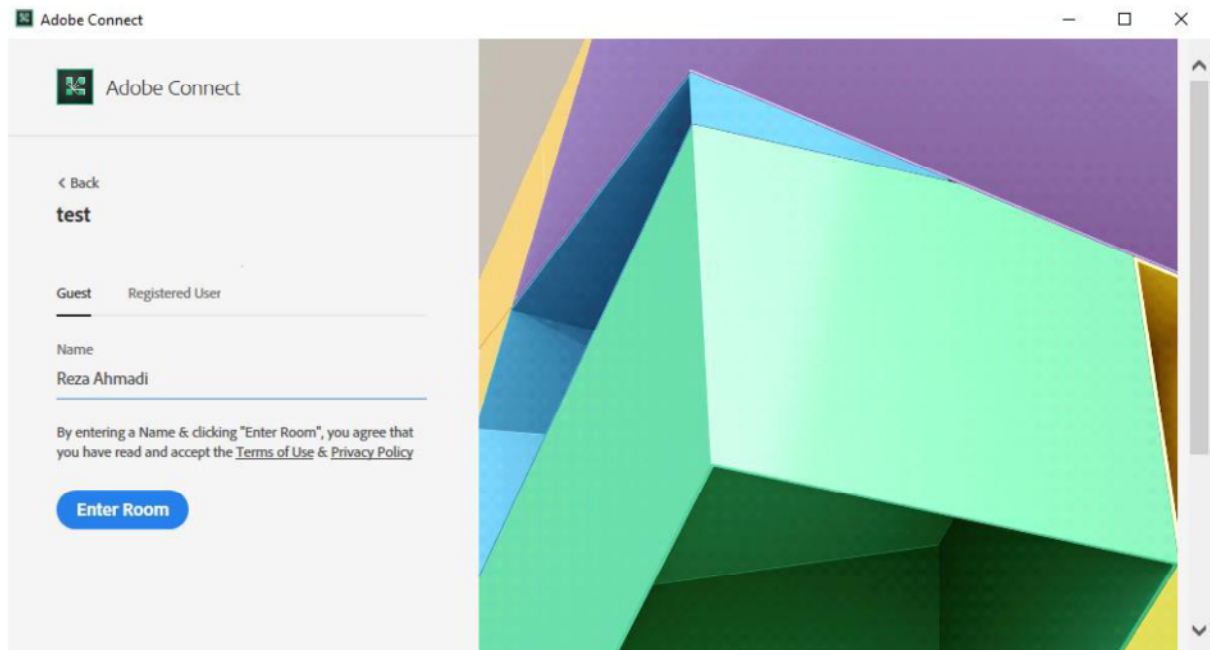 Adobe Connect
Adobe Connect
< Back
test
Guest Registered User
Name
Reza Ahmadi
By entering a Name & clicking "Enter Room", you agree that
you have read and accept the Terms of Use & Privacy Policy
Enter Room